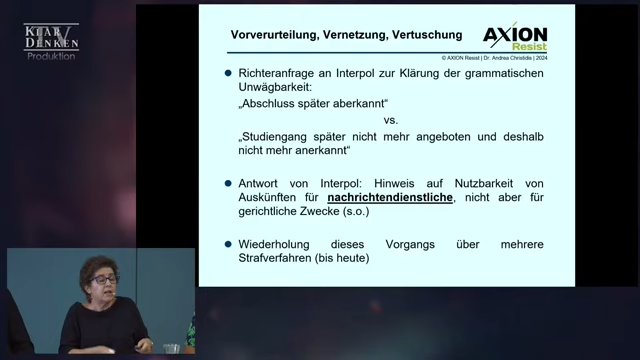 KLAR
DENKEN
TV
Produktion
Vorverurteilung, Vernetzung, Vertuschung
AXION
Resist
© AXION Resist | Dr. Andrea Christidis | 2024
Richteranfrage an Interpol zur Klärung der grammatischen
Unwägbarkeit:
„Abschluss später aberkannt“
vs.
„Studiengang später nicht mehr angeboten und deshalb
nicht mehr anerkannt“
Antwort von Interpol: Hinweis auf Nutzbarkeit von
Auskünften für nachrichtendienstliche, nicht aber für
gerichtliche Zwecke (s.o.)
Wiederholung dieses Vorgangs über mehrere
Strafverfahren (bis heute)